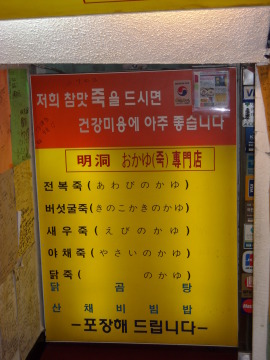 저희 참맛 죽을 드시면
건강미용에 아주 좋습니다
明洞 おかゆ(죽)專門店
전복죽(あわびのかゆ)
버섯굴죽(きのこかきのかゆ)
새우죽(えびのかゆ)
야채죽(やさいのかゆ)
닭죽(のかゆ)
닭곰탕
산채비빔밥
-포장해 드립니다-